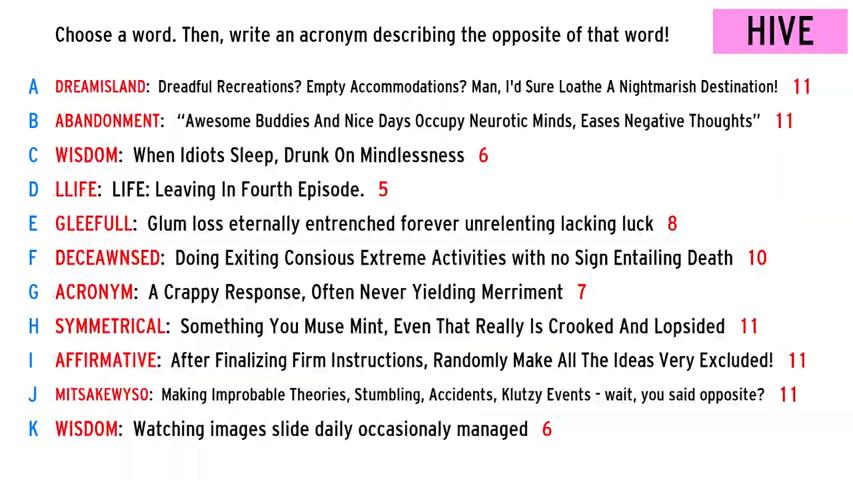 Choose a word. Then, write an acronym describing the opposite of that word!
HIVE
A DREAMISLAND: Dreadful Recreations? Empty Accommodations? Man, I'd Sure Loathe A Nightmarish Destination! 11
B ABANDONMENT: “Awesome Buddies And Nice Days Occupy Neurotic Minds, Eases Negative Thoughts” 11
C WISDOM: When Idiots Sleep, Drunk On Mindlessness 6
D LLIFE: LIFE: Leaving In Fourth Episode. 5
E GLEEFULL: Glum loss eternally entrenched forever unrelenting lacking luck 8
F DECEAWNSED: Doing Exiting Consious Extreme Activities with no Sign Entailing Death 10
G ACRONYM: A Crappy Response, Often Never Yielding Merriment 7
H SYMMETRICAL: Something You Muse Mint, Even That Really Is Crooked And Lopsided 11
I AFFIRMATIVE: After Finalizing Firm Instructions, Randomly Make All The Ideas Very Excluded! 11
J MITSAKEWYSO: Making Improbable Theories, Stumbling, Accidents, Klutzy Events - wait, you said opposite? 11
K WISDOM: Watching images slide daily occasionaly managed 6